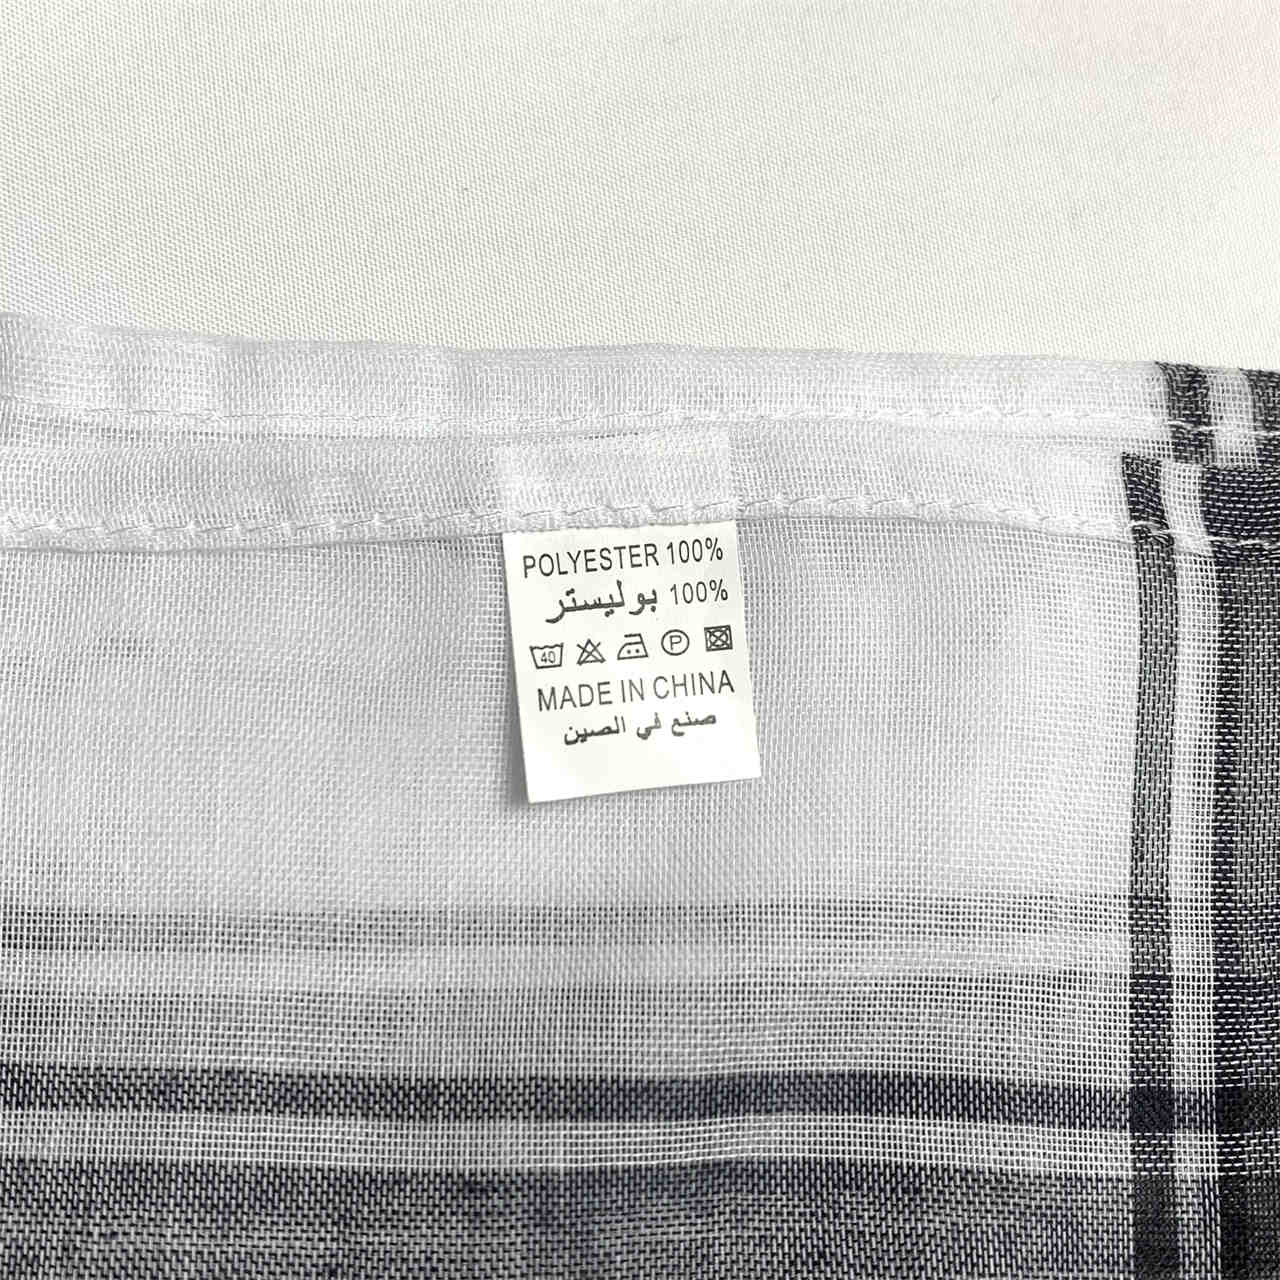 POLYESTER 100%
بوليستر 100%
40 P
MADE IN CHINA
صنع في الصين